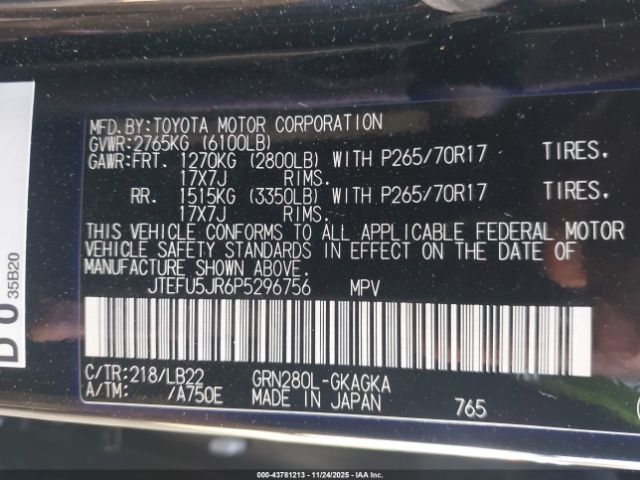 MFD.BY:TOYOTA MOTOR CORPORATION
GVWR:2765KG (6100LB)
GAWR:FRT. 1270KG (2800LB) WITH P265/70R17 TIRES.
17X7J RIMS.
RR. 1515KG (3350LB) WITH P265/70R17 TIRES.
17X7J RIMS.
THIS VEHICLE CONFORMS TO ALL APPLICABLE FEDERAL MOTOR
VEHICLE SAFETY STANDARDS IN EFFECT ON THE DATE OF
MANUFACTURE SHOWN ABOVE.
JTEFU5JR6P5296756 MPV
C/TR:218/LB22 GRN280L-GKAGKA
A/TM: /A750E MADE IN JAPAN 765
35B20
000-43781213 - 11/24/2025 - IAAI.COM